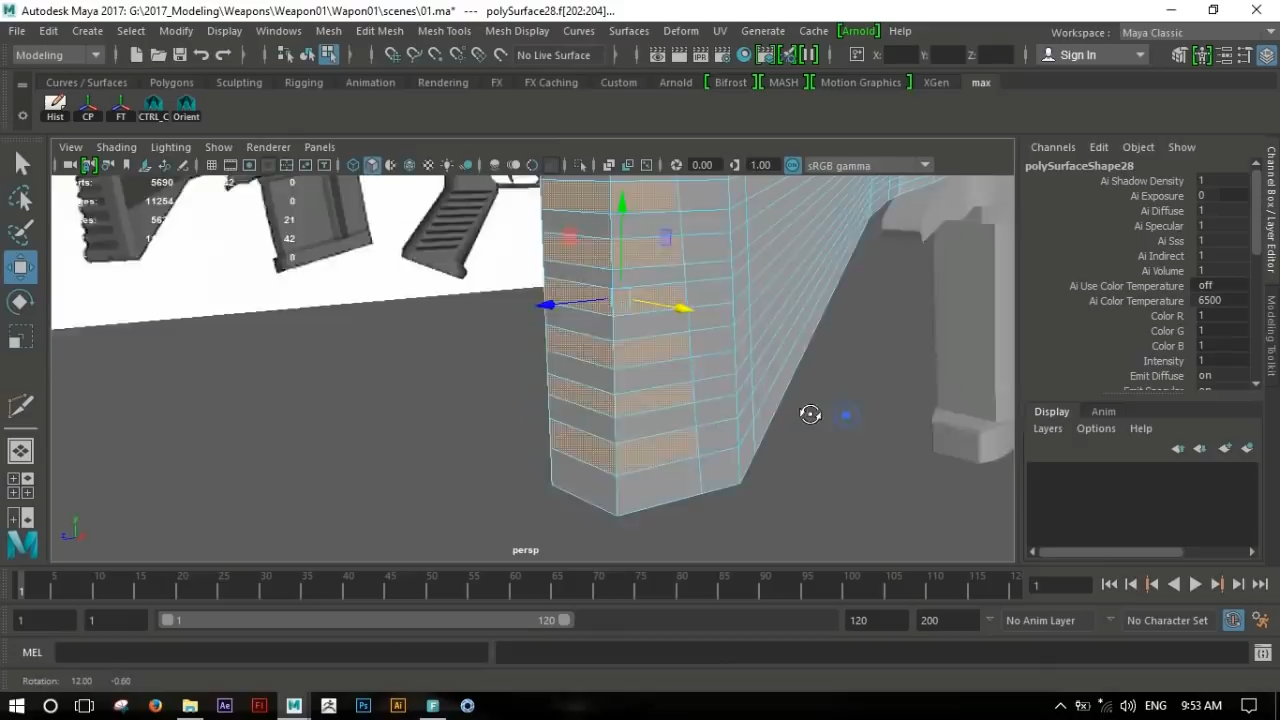 Autodesk Maya 2017: G:\2017_Modeling\Weapons\Weapon01\Wapon01\scenes\01.ma*   ---   polySurface28.f[202:204]...
File Edit Create Select Modify Display Windows Mesh Edit Mesh Mesh Tools Mesh Display Curves Surfaces Deform UV Generate Cache [Arnold] Help Workspace: Maya Classic
Modeling No Live Surface X: Y: Z: Sign In
Curves / Surfaces Polygons Sculpting Rigging Animation Rendering FX FX Caching Custom Arnold Bifrost MASH Motion Graphics XGen max
Hist CP FT CTRL_C Orient
View Shading Lighting Show Renderer Panels
0.00 1.00 sRGB gamma
5690 0
11254 0
21
42
8
persp
Channels Edit Object Show
polySurfaceShape28
Ai Shadow Density 1
Ai Exposure 0
Ai Diffuse 1
Ai Specular 1
Ai Sss 1
Ai Indirect 1
Ai Volume 1
Ai Use Color Temperature off
Ai Color Temperature 6500
Color R 1
Color G 1
Color B 1
Intensity 1
Emit Diffuse on
Display Anim
Layers Options Help
Channel Box / Layer Editor
Modeling Toolkit
5 10 15 20 25 30 35 40 45 50 55 60 65 70 75 80 85 90 95 100 105 110 115 12
1
1
1 1 1 120 120 200 No Anim Layer No Character Set
MEL
Rotation: 12.00 -0.60
ENG 9:53 AM